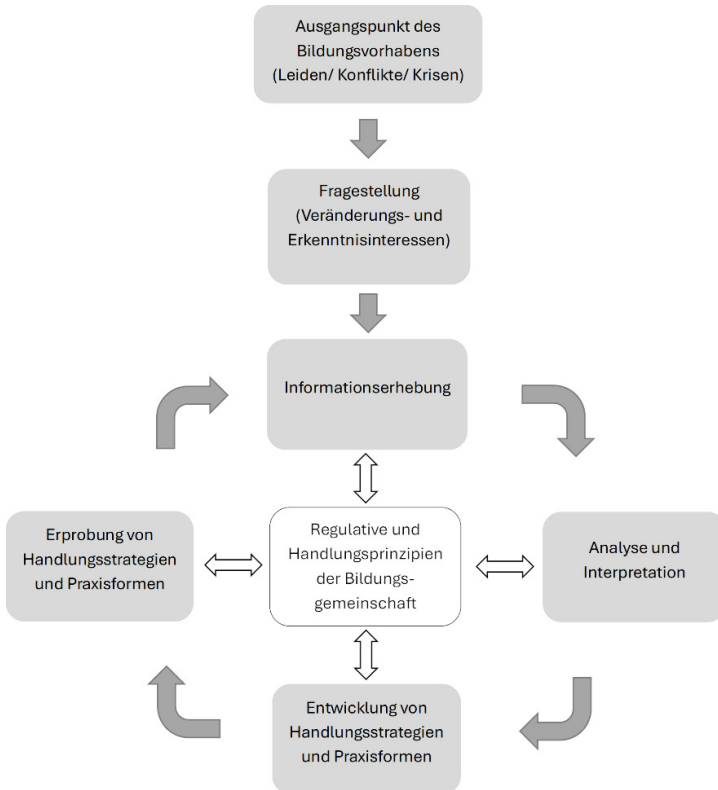 Ausgangspunkt des
Bildungsvorhabens
(Leiden/ Konflikte/ Krisen)
Fragestellung
(Veränderungs- und
Erkenntnisinteressen)
Informationserhebung
Erprobung von
Handlungsstrategien
und Praxisformen
Regulative und
Handlungsprinzipien
der Bildungs-
gemeinschaft
Analyse und
Interpretation
Entwicklung von
Handlungsstrategien
und Praxisformen